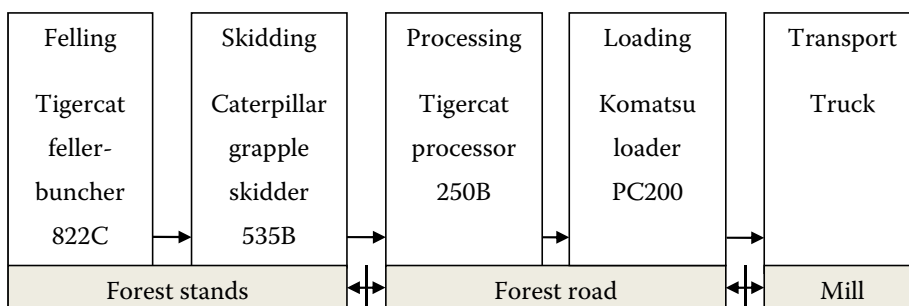 Felling
Tigercat
feller-
buncher
822C
Skidding
Caterpillar
grapple
skidder
535B
Processing
Tigercat
processor
250B
Loading
Komatsu
loader
PC200
Transport
Truck
Forest stands
Forest road
Mill